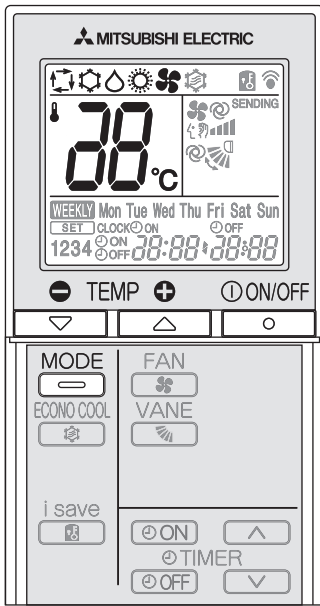 MITSUBISHI ELECTRIC
SENDING
88°C
WEEKLY Mon Tue Wed Thu Fri Sat Sun
SET CLOCK ON OFF
1234 ON OFF 88:88 88:88
TEMP ON/OFF
MODE FAN
ECONO COOL VANE
i save
ON
TIMER
OFF